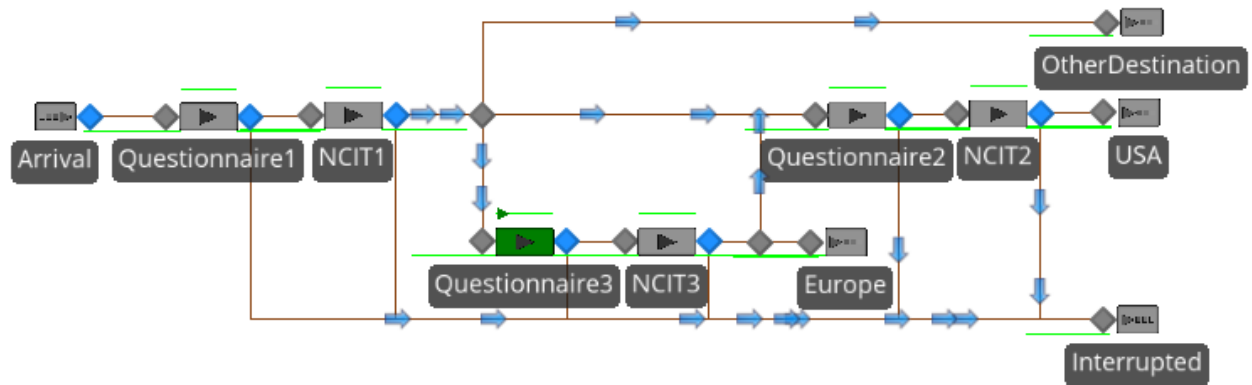 OtherDestination
Arrival
Questionnaire1
NCIT1
Questionnaire2
NCIT2
USA
Questionnaire3
NCIT3
Europe
Interrupted